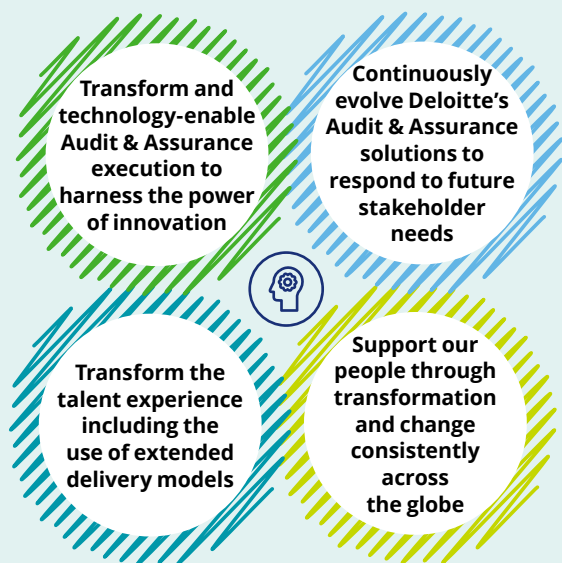 Transform and
technology-enable
Audit & Assurance
execution to
harness the power
of innovation
Continuously
evolve Deloitte's
Audit & Assurance
solutions to
respond to future
stakeholder
needs
Transform the
talent experience
including the
use of extended
delivery models
Support our
people through
transformation
and change
consistently
across
the globe